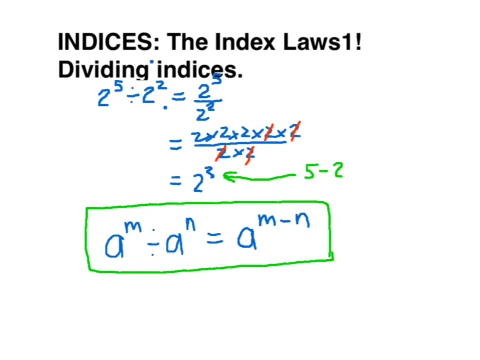 INDICES: The Index Laws1!
Dividing indices.
2⁵ ÷ 2² = 2⁵/2²
= 2×2×2×2×2/2×2
= 2³ ← 5-2
aᵐ ÷ aⁿ = aᵐ⁻ⁿ